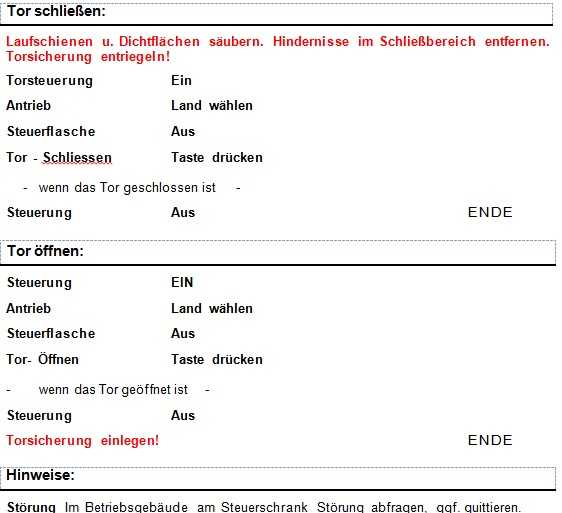 Tor schließen:
Laufschienen u. Dichtflächen säubern. Hindernisse im Schließbereich entfernen.
Torsicherung entriegeln!
Torsteuerung Ein
Antrieb Land wählen
Steuerflasche Aus
Tor - Schliessen Taste drücken
- wenn das Tor geschlossen ist -
Steuerung Aus ENDE
Tor öffnen:
Steuerung EIN
Antrieb Land wählen
Steuerflasche Aus
Tor- Öffnen Taste drücken
- wenn das Tor geöffnet ist -
Steuerung Aus
Torsicherung einlegen! ENDE
Hinweise:
Störung Im Betriebsgebäude am Steuerschrank Störung abfragen, ggf. quittieren.